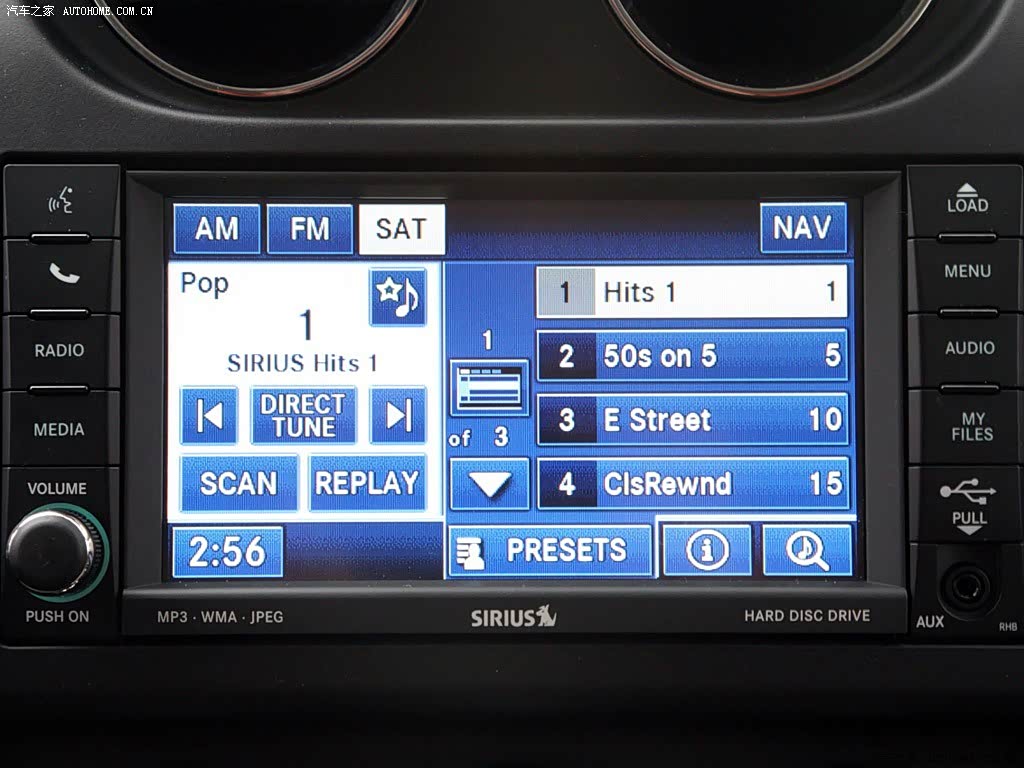 汽车之家 AUTOHOME.COM.CN
LOAD
AM FM SAT NAV
MENU
Pop
1 Hits 1 1
1
SIRIUS Hits 1
1
2 50s on 5 5
RADIO
AUDIO
DIRECT
TUNE
of 3
3 E Street 10
MEDIA
MY
FILES
SCAN REPLAY
4 ClsRewnd 15
VOLUME
PULL
2:56 PRESETS
PUSH ON
MP3 · WMA · JPEG SIRIUS HARD DISC DRIVE
AUX
RHB